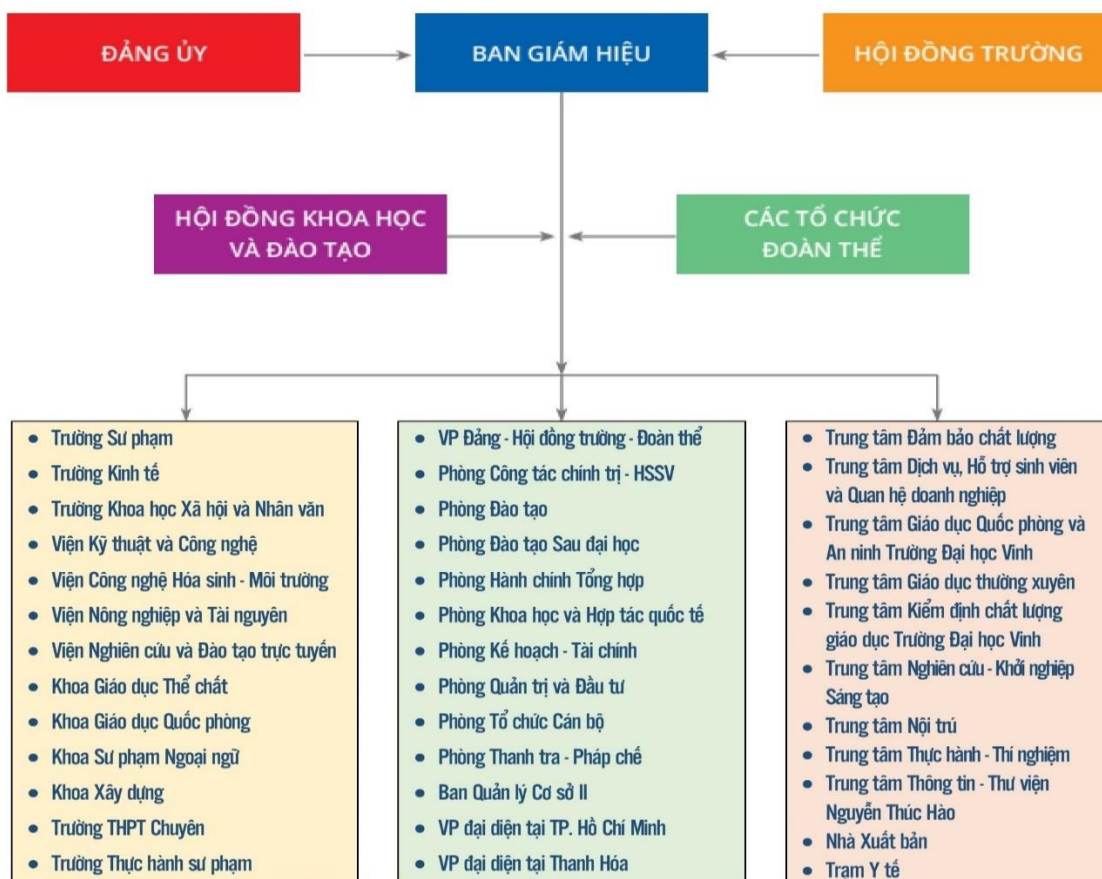 ĐẢNG ỦY
BAN GIÁM HIỆU
HỘI ĐỒNG TRƯỜNG
HỘI ĐỒNG KHOA HỌC
VÀ ĐÀO TẠO
CÁC TỔ CHỨC
ĐOÀN THỂ
• Trường Sư phạm
• Trường Kinh tế
• Trường Khoa học Xã hội và Nhân văn
• Viện Kỹ thuật và Công nghệ
• Viện Công nghệ Hóa sinh - Môi trường
• Viện Nông nghiệp và Tài nguyên
• Viện Nghiên cứu và Đào tạo trực tuyến
• Khoa Giáo dục Thể chất
• Khoa Giáo dục Quốc phòng
• Khoa Sư phạm Ngoại ngữ
• Khoa Xây dựng
• Trường THPT Chuyên
• Trường Thực hành sư phạm
• VP Đảng - Hội đồng trường - Đoàn thể
• Phòng Công tác chính trị - HSSV
• Phòng Đào tạo
• Phòng Đào tạo Sau đại học
• Phòng Hành chính Tổng hợp
• Phòng Khoa học và Hợp tác quốc tế
• Phòng Kế hoạch - Tài chính
• Phòng Quản trị và Đầu tư
• Phòng Tổ chức Cán bộ
• Phòng Thanh tra - Pháp chế
• Ban Quản lý Cơ sở II
• VP đại diện tại TP. Hồ Chí Minh
• VP đại diện tại Thanh Hóa
• Trung tâm Đảm bảo chất lượng
• Trung tâm Dịch vụ, Hỗ trợ sinh viên
và Quan hệ doanh nghiệp
• Trung tâm Giáo dục Quốc phòng và
An ninh Trường Đại học Vinh
• Trung tâm Giáo dục thường xuyên
• Trung tâm Kiểm định chất lượng
giáo dục Trường Đại học Vinh
• Trung tâm Nghiên cứu - Khởi nghiệp
Sáng tạo
• Trung tâm Nội trú
• Trung tâm Thực hành - Thí nghiệm
• Trung tâm Thông tin - Thư viện
Nguyễn Thúc Hào
• Nhà Xuất bản
• Trạm Y tế